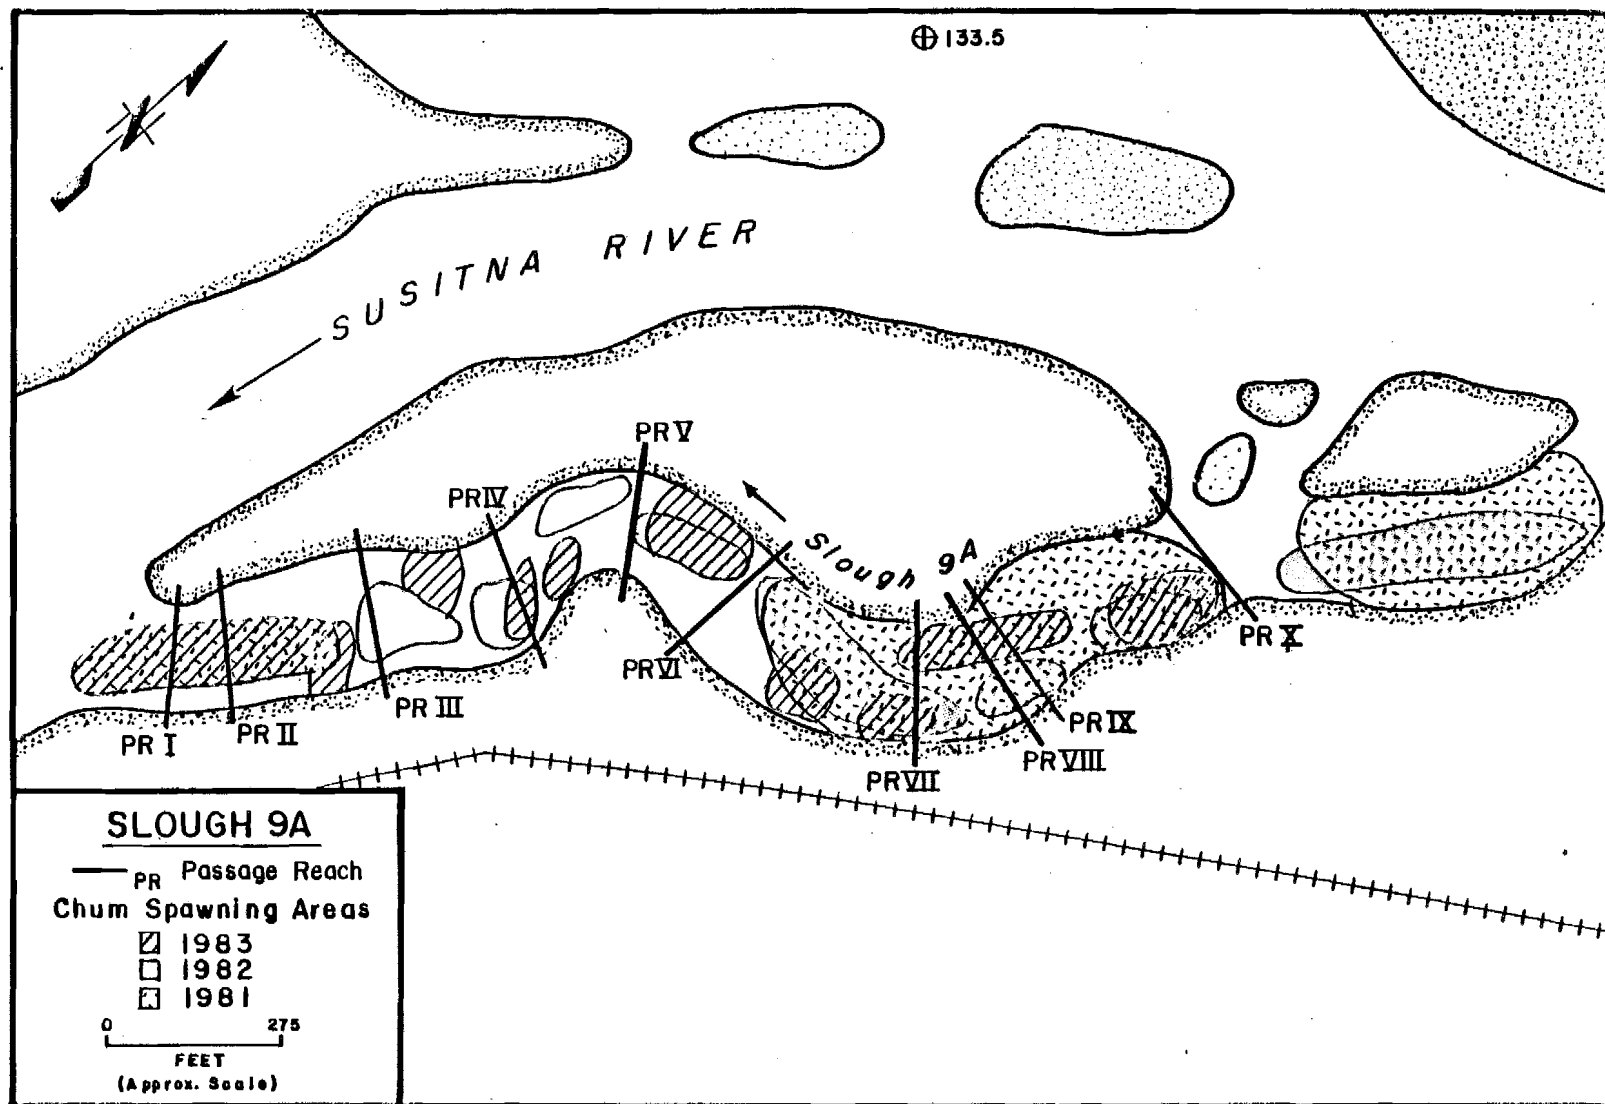 ⊕ 133.5
SUSITNA RIVER
PR V
PR IV
Slough 9A
PR X
PR VI
PR III
PR IX
PR II
PR I
PR VIII
PR VII
SLOUGH 9A
PR Passage Reach
Chum Spawning Areas
1983
1982
1981
0 275
FEET
(Approx. Scale)